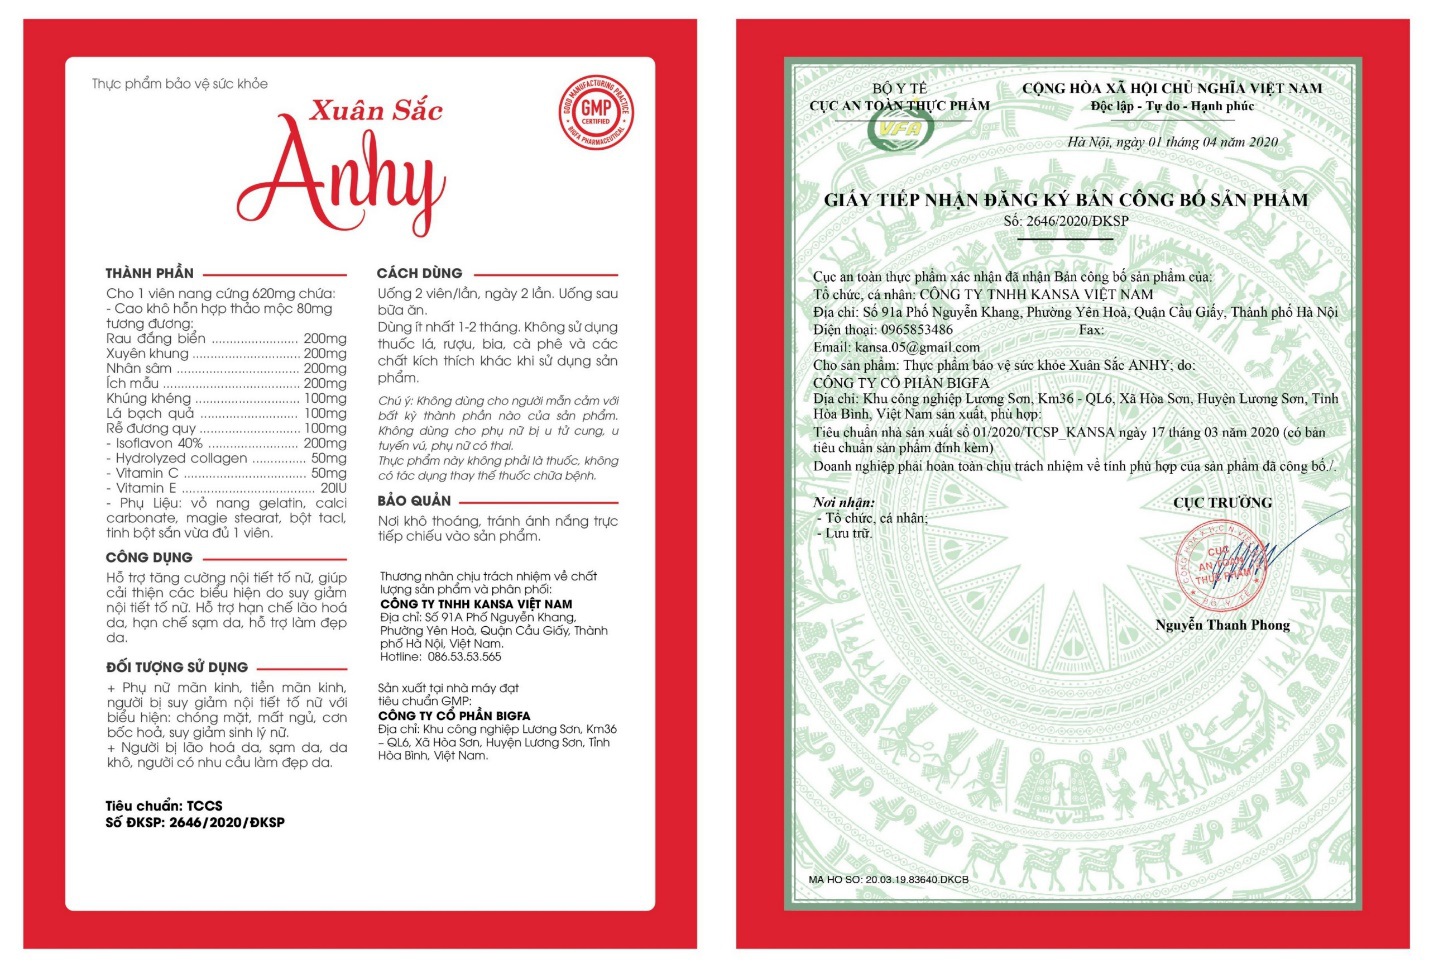 Thực phẩm bảo vệ sức khỏe
Xuân Sắc
Anhy
GOOD MANUFACTURING PRACTICE
GMP
CERTIFIED
BIGFA PHARMACEUTICAL
THÀNH PHẦN
Cho 1 viên nang cứng 620mg chứa:
- Cao khô hỗn hợp thảo mộc 80mg
tương đương:
Rau đắng biển ...................... 200mg
Xuyên khung ........................... 200mg
Nhân sâm .............................. 200mg
Ích mẫu .................................. 200mg
Khúng khéng .......................... 100mg
Lá bạch quả ........................ 100mg
Rễ đương quy ......................... 100mg
- Isoflavon 40% ...................... 200mg
- Hydrolyzed collagen ............. 50mg
- Vitamin C .............................. 50mg
- Vitamin E ................................. 20IU
- Phụ Liệu: vỏ nang gelatin, calci
carbonate, magie stearat, bột tacl,
tinh bột sắn vừa đủ 1 viên.
CÔNG DỤNG
Hỗ trợ tăng cường nội tiết tố nữ, giúp
cải thiện các biểu hiện do suy giảm
nội tiết tố nữ. Hỗ trợ hạn chế lão hoá
da, hạn chế sạm da, hỗ trợ làm đẹp
da.
ĐỐI TƯỢNG SỬ DỤNG
+ Phụ nữ mãn kinh, tiền mãn kinh,
người bị suy giảm nội tiết tố nữ với
biểu hiện: chóng mặt, mất ngủ, cơn
bốc hoả, suy giảm sinh lý nữ.
+ Người bị lão hoá da, sạm da, da
khô, người có nhu cầu làm đẹp da.
Tiêu chuẩn: TCCS
Số ĐKSP: 2646/2020/ĐKSP
CÁCH DÙNG
Uống 2 viên/lần, ngày 2 lần. Uống sau
bữa ăn.
Dùng ít nhất 1-2 tháng. Không sử dụng
thuốc lá, rượu, bia, cà phê và các
chất kích thích khác khi sử dụng sản
phẩm.
Chú ý: Không dùng cho người mẫn cảm với
bất kỳ thành phần nào của sản phẩm.
Không dùng cho phụ nữ bị u tử cung, u
tuyến vú, phụ nữ có thai.
Thực phẩm này không phải là thuốc, không
có tác dụng thay thế thuốc chữa bệnh.
BẢO QUẢN
Nơi khô thoáng, tránh ánh nắng trực
tiếp chiếu vào sản phẩm.
Thương nhân chịu trách nhiệm về chất
lượng sản phẩm và phân phối:
CÔNG TY TNHH KANSA VIỆT NAM
Địa chỉ: Số 91A Phố Nguyễn Khang,
Phường Yên Hoà, Quận Cầu Giấy, Thành
phố Hà Nội, Việt Nam.
Hotline: 086.53.53.565
Sản xuất tại nhà máy đạt
tiêu chuẩn GMP:
CÔNG TY CỔ PHẦN BIGFA
Địa chỉ: Khu công nghiệp Lương Sơn, Km36
– QL6, Xã Hòa Sơn, Huyện Lương Sơn, Tỉnh
Hòa Bình, Việt Nam.
BỘ Y TẾ
CỤC AN TOÀN THỰC PHẨM
VFA
CỘNG HÒA XÃ HỘI CHỦ NGHĨA VIỆT NAM
Độc lập - Tự do - Hạnh phúc
Hà Nội, ngày 01 tháng 04 năm 2020
GIẤY TIẾP NHẬN ĐĂNG KÝ BẢN CÔNG BỐ SẢN PHẨM
Số: 2646/2020/ĐKSP
Cục an toàn thực phẩm xác nhận đã nhận Bản công bố sản phẩm của:
Tổ chức, cá nhân: CÔNG TY TNHH KANSA VIỆT NAM
Địa chỉ: Số 91a Phố Nguyễn Khang, Phường Yên Hoà, Quận Cầu Giấy, Thành phố Hà Nội
Điện thoại: 0965853486 Fax:
Email: kansa.05@gmail.com
Cho sản phẩm: Thực phẩm bảo vệ sức khỏe Xuân Sắc ANHY; do:
CÔNG TY CỔ PHẦN BIGFA
Địa chỉ: Khu công nghiệp Lương Sơn, Km36 - QL6, Xã Hòa Sơn, Huyện Lương Sơn, Tỉnh
Hòa Bình, Việt Nam sản xuất, phù hợp:
Tiêu chuẩn nhà sản xuất số 01/2020/TCSP_KANSA ngày 17 tháng 03 năm 2020 (có bản
tiêu chuẩn sản phẩm đính kèm)
Doanh nghiệp phải hoàn toàn chịu trách nhiệm về tính phù hợp của sản phẩm đã công bố./.
Nơi nhận:
- Tổ chức, cá nhân;
- Lưu trữ.
CỤC TRƯỞNG
CỤC
AN TOÀN
THỰC PHẨM
BỘ Y TẾ
Nguyễn Thanh Phong
MA HO SO: 20.03.19.83640.DKCB